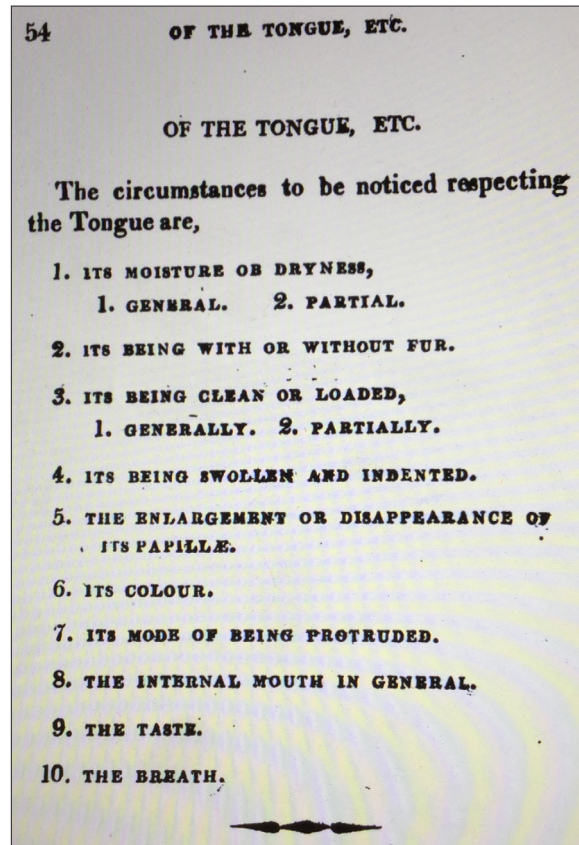 54 OF THE TONGUE, ETC.
OF THE TONGUE, ETC.
The circumstances to be noticed respecting
the Tongue are,
1. ITS MOISTURE OR DRYNESS,
1. GENERAL. 2. PARTIAL.
2. ITS BEING WITH OR WITHOUT FUR.
3. ITS BEING CLEAN OR LOADED,
1. GENERALLY. 2. PARTIALLY.
4. ITS BEING SWOLLEN AND INDENTED.
5. THE ENLARGEMENT OR DISAPPEARANCE OF
ITS PAPILLÆ.
6. ITS COLOUR.
7. ITS MODE OF BEING PROTRUDED.
8. THE INTERNAL MOUTH IN GENERAL.
9. THE TASTE.
10. THE BREATH.